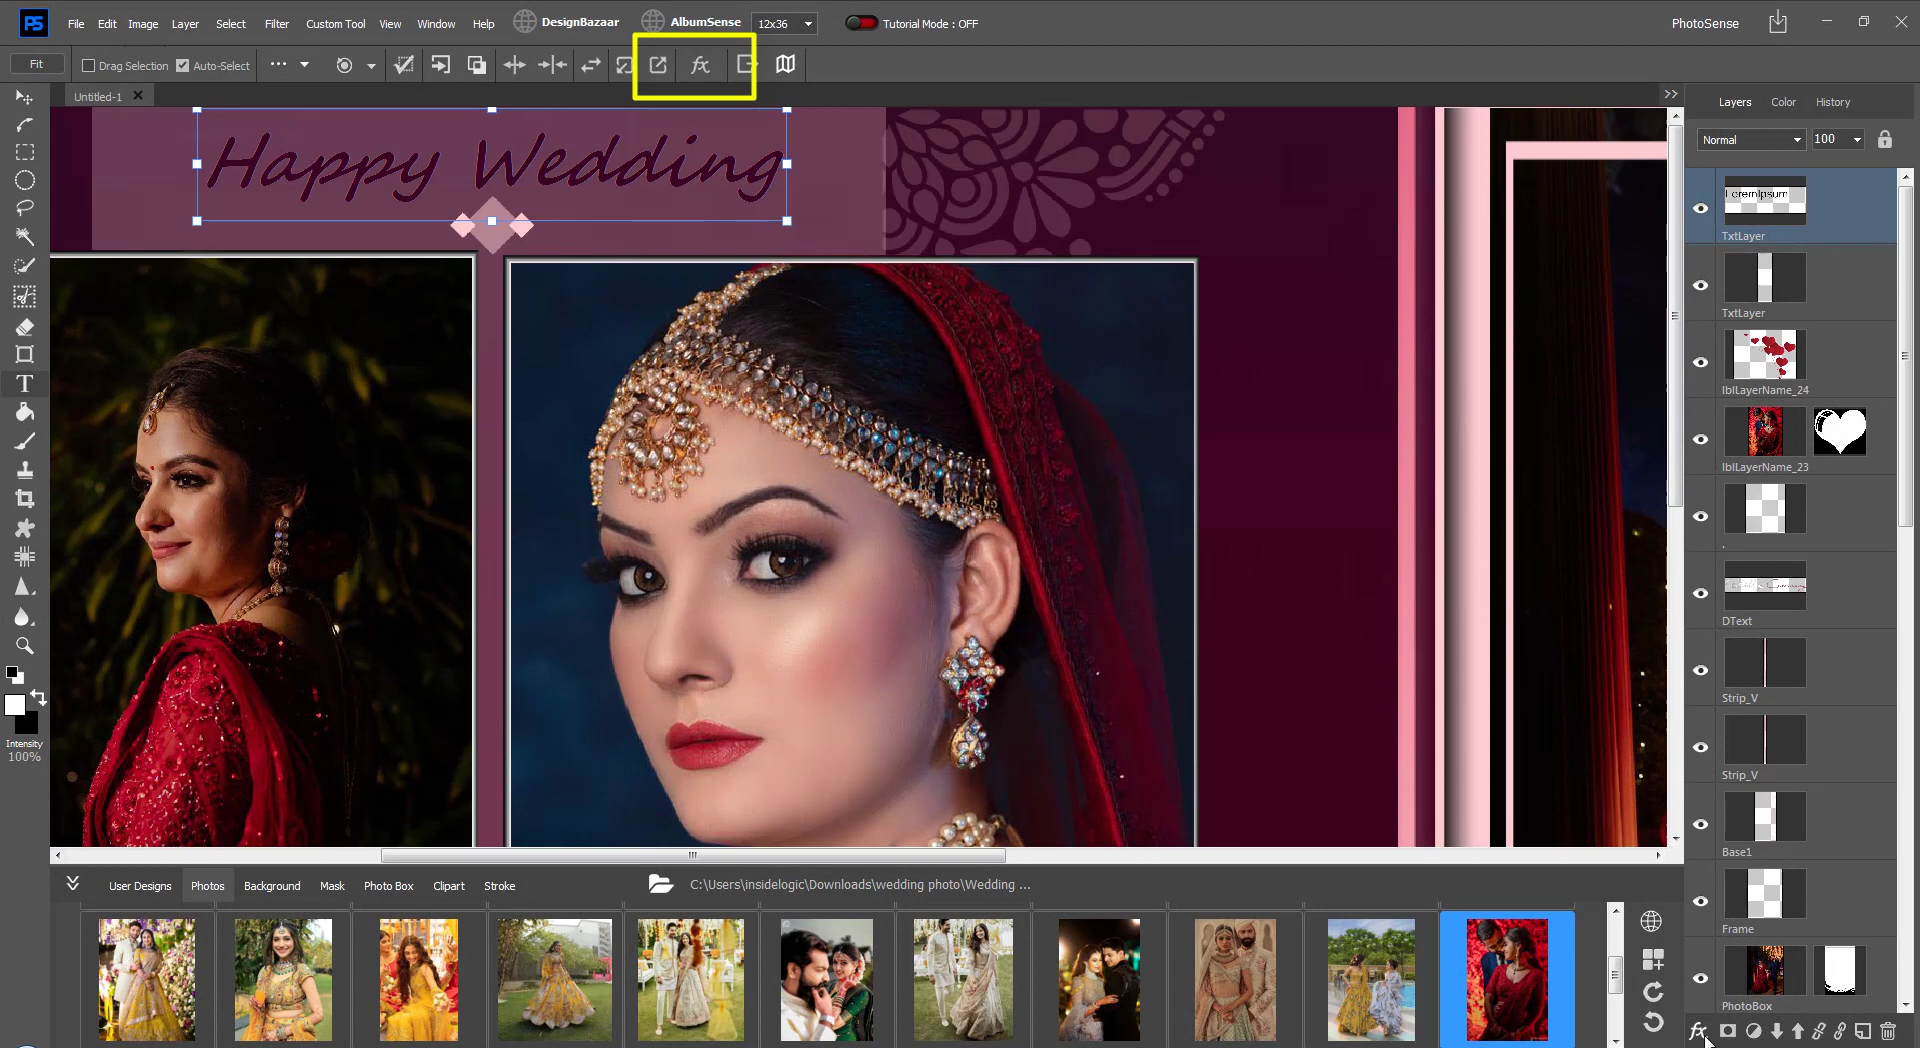 PS File Edit Image Layer Select Filter Custom Tool View Window Help DesignBazaar AlbumSense 12x36 Tutorial Mode : OFF PhotoSense
Fit Drag Selection Auto-Select fx
Untitled-1
Layers Color History
Normal 100
Happy Wedding
LoremIpsum
TxtLayer
TxtLayer
lblLayerName_24
lblLayerName_23
.
DText
Strip_V
Strip_V
Base1
Frame
PhotoBox
T
Intensity
100%
User Designs Photos Background Mask Photo Box Clipart Stroke C:\Users\insidelogic\Downloads\wedding photo\Wedding ...
fx